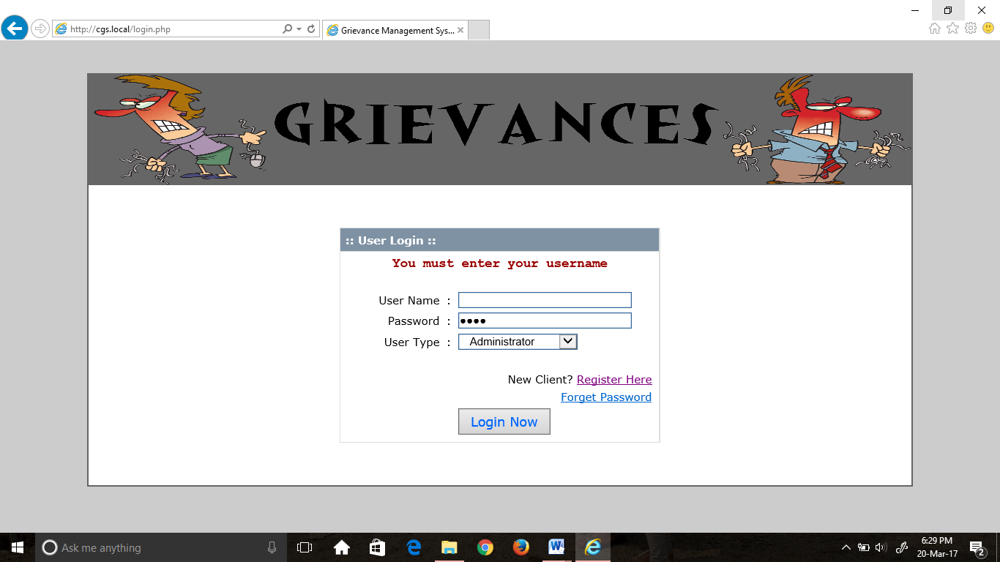 http://cgs.local/login.php
Grievance Management Sys...
GRIEVANCES
:: User Login ::
You must enter your username
User Name :
Password :
User Type : Administrator
New Client? Register Here
Forget Password
Login Now
Ask me anything
6:29 PM
20-Mar-17
2